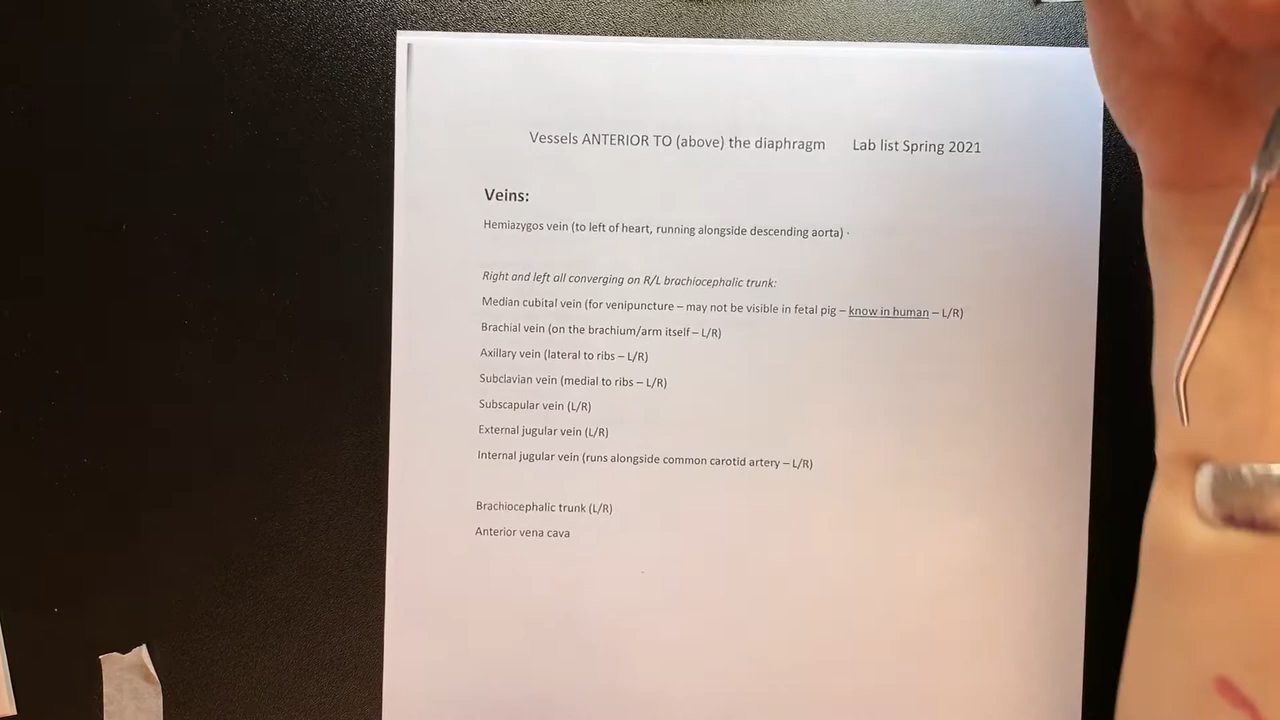 Vessels ANTERIOR TO (above) the diaphragm Lab list Spring 2021
Veins:
Hemiazygos vein (to left of heart, running alongside descending aorta)
Right and left all converging on R/L brachiocephalic trunk:
Median cubital vein (for venipuncture – may not be visible in fetal pig – know in human – L/R)
Brachial vein (on the brachium/arm itself – L/R)
Axillary vein (lateral to ribs – L/R)
Subclavian vein (medial to ribs – L/R)
Subscapular vein (L/R)
External jugular vein (L/R)
Internal jugular vein (runs alongside common carotid artery – L/R)
Brachiocephalic trunk (L/R)
Anterior vena cava